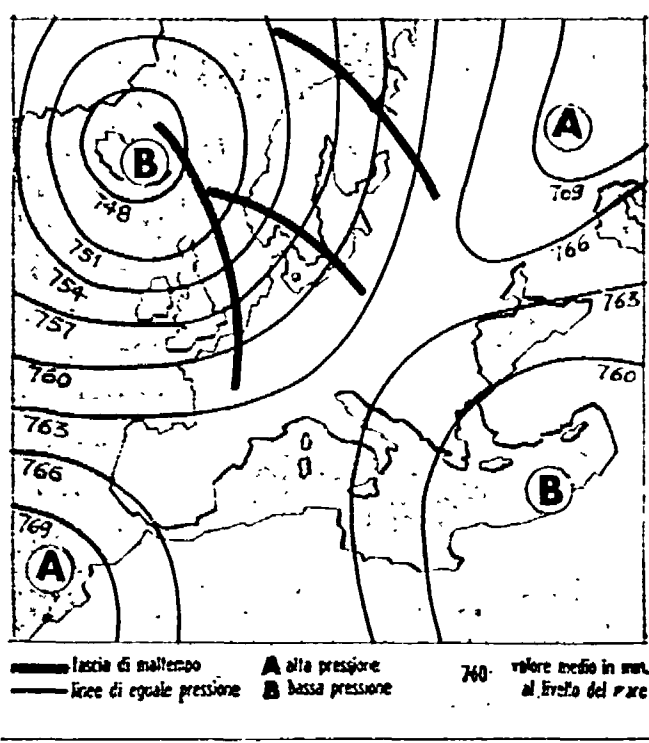 A
B
748
769
766
751
754
763
757
760
760
763
766
B
769
A
fascia di maltempo
A alta pressione
760· valore medio in mm.
linee di eguale pressione
B bassa pressione
al livello del mare